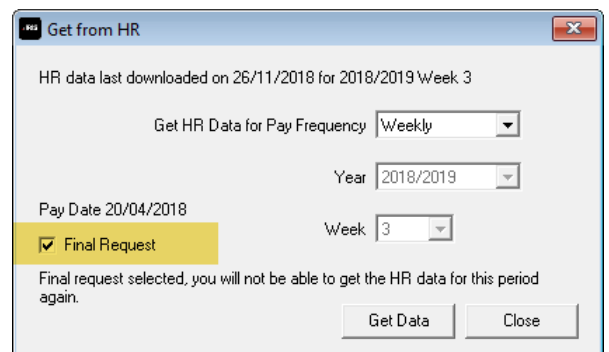 Get from HR
HR data last downloaded on 26/11/2018 for 2018/2019 Week 3
Get HR Data for Pay Frequency Weekly
Year 2018/2019
Pay Date 20/04/2018
Week 3
Final Request
Final request selected, you will not be able to get the HR data for this period
again.
Get Data Close